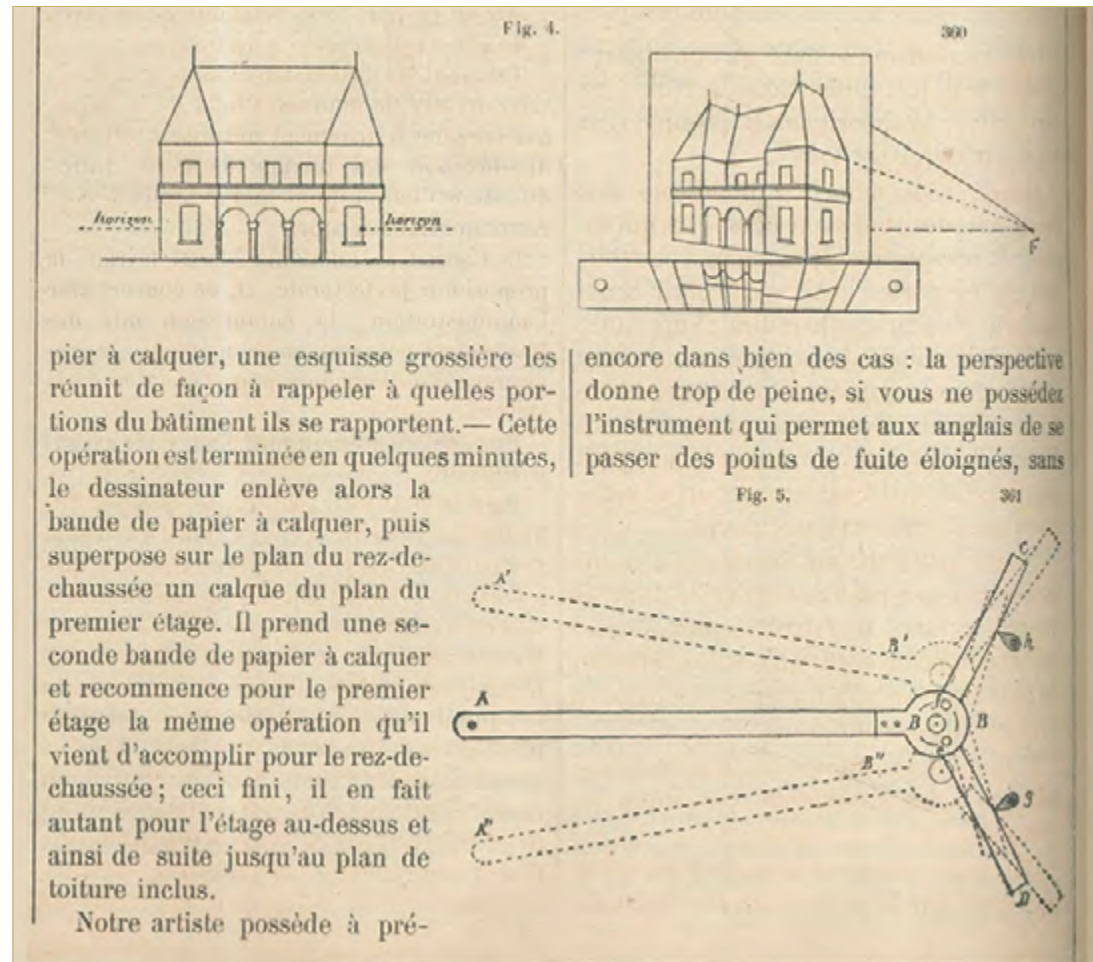 Fig. 4.
360
horizon
horizon
F
pier à calquer, une esquisse grossière les
réunit de façon à rappeler à quelles por-
tions du bâtiment ils se rapportent.— Cette
opération est terminée en quelques minutes,
le dessinateur enlève alors la
bande de papier à calquer, puis
superpose sur le plan du rez-de-
chaussée un calque du plan du
premier étage. Il prend une se-
conde bande de papier à calquer
et recommence pour le premier
étage la même opération qu'il
vient d'accomplir pour le rez-de-
chaussée ; ceci fini, il en fait
autant pour l'étage au-dessus et
ainsi de suite jusqu'au plan de
toiture inclus.
Notre artiste possède à pré-
encore dans bien des cas : la perspective
donne trop de peine, si vous ne possédez
l'instrument qui permet aux anglais de se
passer des points de fuite éloignés, sans
Fig. 5.
361
A'
B'
C
h
A
B
B
B"
g
A"
D